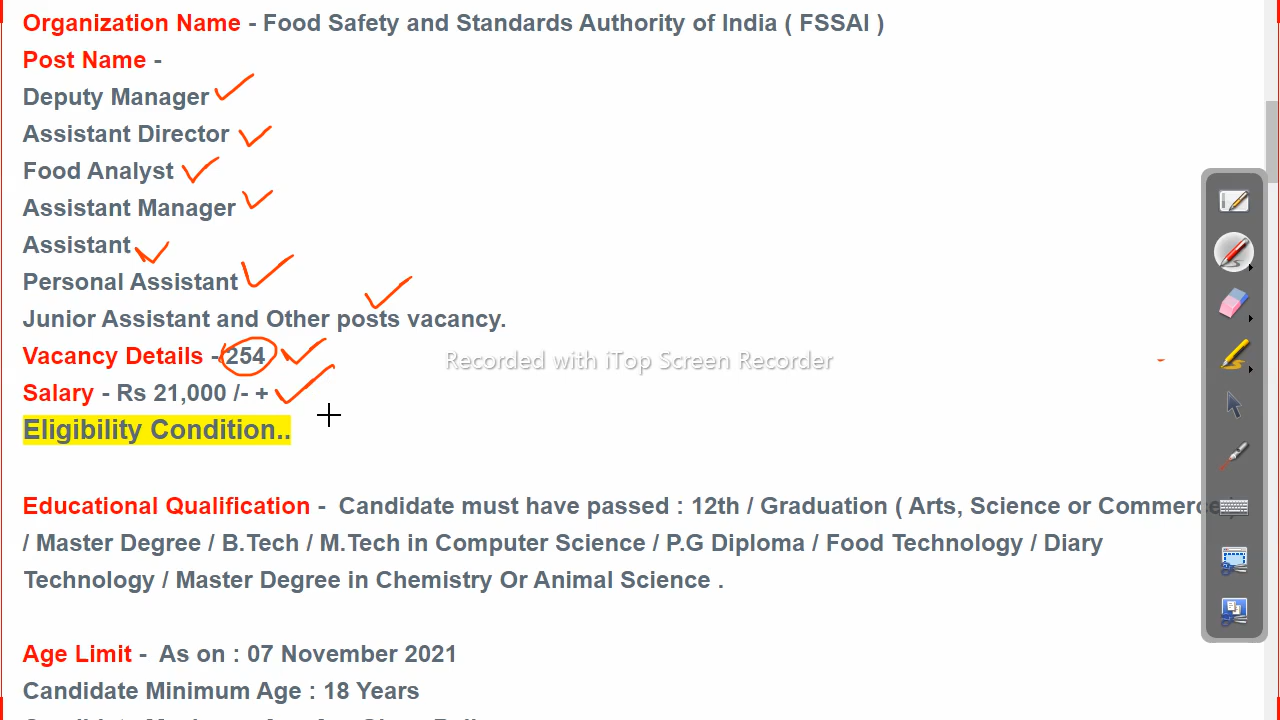 Organization Name - Food Safety and Standards Authority of India ( FSSAI )
Post Name -
Deputy Manager
Assistant Director
Food Analyst
Assistant Manager
Assistant
Personal Assistant
Junior Assistant and Other posts vacancy.
Vacancy Details - 254
Recorded with iTop Screen Recorder
Salary - Rs 21,000 /- +
Eligibility Condition..
Educational Qualification - Candidate must have passed : 12th / Graduation ( Arts, Science or Commerce
/ Master Degree / B.Tech / M.Tech in Computer Science / P.G Diploma / Food Technology / Diary
Technology / Master Degree in Chemistry Or Animal Science .
Age Limit - As on : 07 November 2021
Candidate Minimum Age : 18 Years